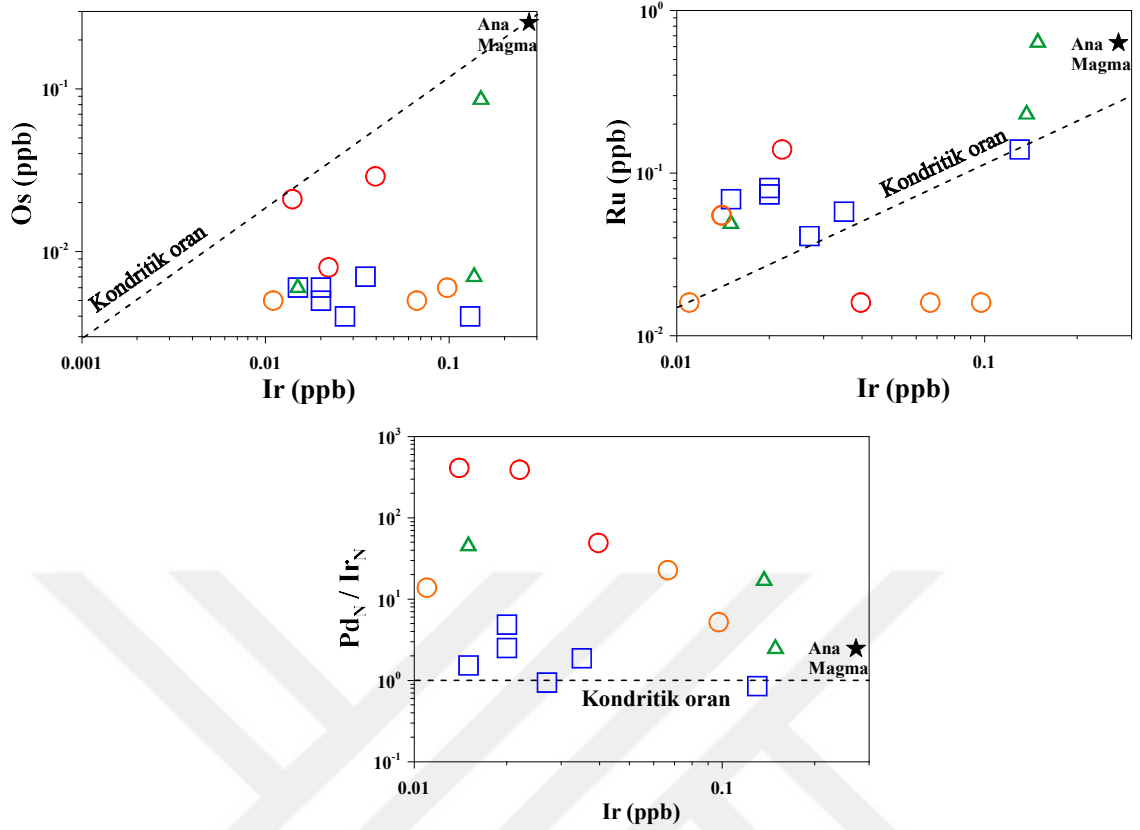 Ana
Magma
10⁻¹
10⁻²
Os (ppb)
Kondritik oran
0.001
0.01
0.1
Ir (ppb)
10⁰
10⁻¹
10⁻²
Ru (ppb)
Ana
Magma
Kondritik oran
0.01
0.1
Ir (ppb)
10³
10²
10¹
10⁰
10⁻¹
Pd_N / Ir_N
Ana
Magma
Kondritik oran
0.01
0.1
Ir (ppb)